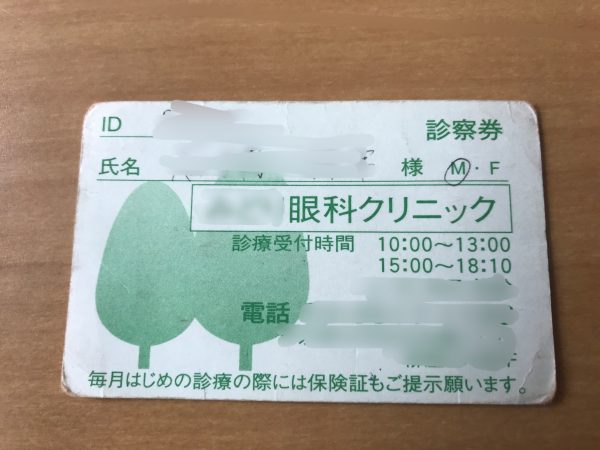 ID
診察券
氏名 様 M・F
眼科クリニック
診療受付時間 10:00〜13:00
15:00〜18:10
電話
毎月はじめの診療の際には保険証もご提示願います。